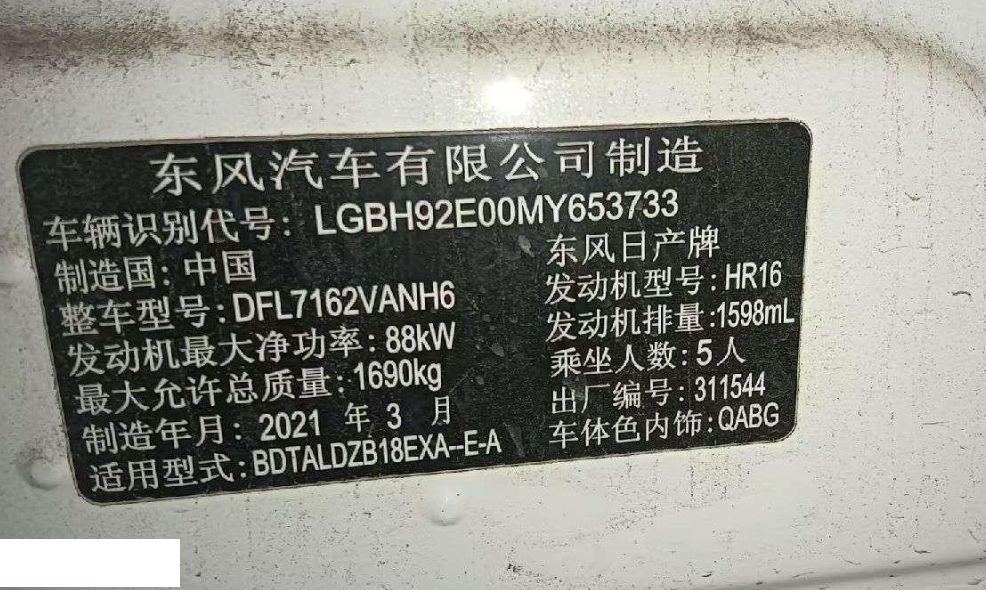 东风汽车有限公司制造
车辆识别代号: LGBH92E00MY653733
制造国: 中国
东风日产牌
整车型号: DFL7162VANH6
发动机型号: HR16
发动机最大净功率: 88kW
发动机排量: 1598mL
最大允许总质量: 1690kg
乘坐人数: 5人
制造年月: 2021 年 3 月
出厂编号: 311544
适用型式: BDTALDZB18EXA--E-A
车体色内饰: QABG